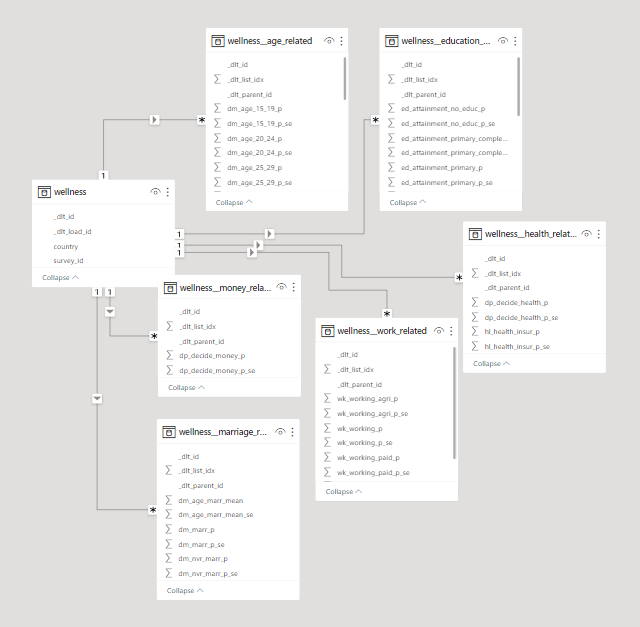 wellness__age_related
_dlt_id
_dlt_list_idx
_dlt_parent_id
dm_age_15_19_p
dm_age_15_19_p_se
dm_age_20_24_p
dm_age_20_24_p_se
dm_age_25_29_p
dm_age_25_29_p_se
Collapse
wellness__education_...
_dlt_id
_dlt_list_idx
_dlt_parent_id
ed_attainment_no_educ_p
ed_attainment_no_educ_p_se
ed_attainment_primary_comple...
ed_attainment_primary_comple...
ed_attainment_primary_p
ed_attainment_primary_p_se
Collapse
1
*
*
wellness
_dlt_id
_dlt_load_id
country
survey_id
Collapse
1
1
1
1
1
wellness__health_relat...
_dlt_id
_dlt_list_idx
_dlt_parent_id
dp_decide_health_p
dp_decide_health_p_se
hl_health_insur_p
hl_health_insur_p_se
Collapse
*
wellness__money_rela...
_dlt_id
_dlt_list_idx
_dlt_parent_id
dp_decide_money_p
dp_decide_money_p_se
Collapse
*
*
wellness__work_related
_dlt_id
_dlt_list_idx
_dlt_parent_id
wk_working_agri_p
wk_working_agri_p_se
wk_working_p
wk_working_p_se
wk_working_paid_p
wk_working_paid_p_se
Collapse
wellness__marriage_r...
_dlt_id
_dlt_list_idx
_dlt_parent_id
dm_age_marr_mean
dm_age_marr_mean_se
dm_marr_p
dm_marr_p_se
dm_nvr_marr_p
dm_nvr_marr_p_se
Collapse
*